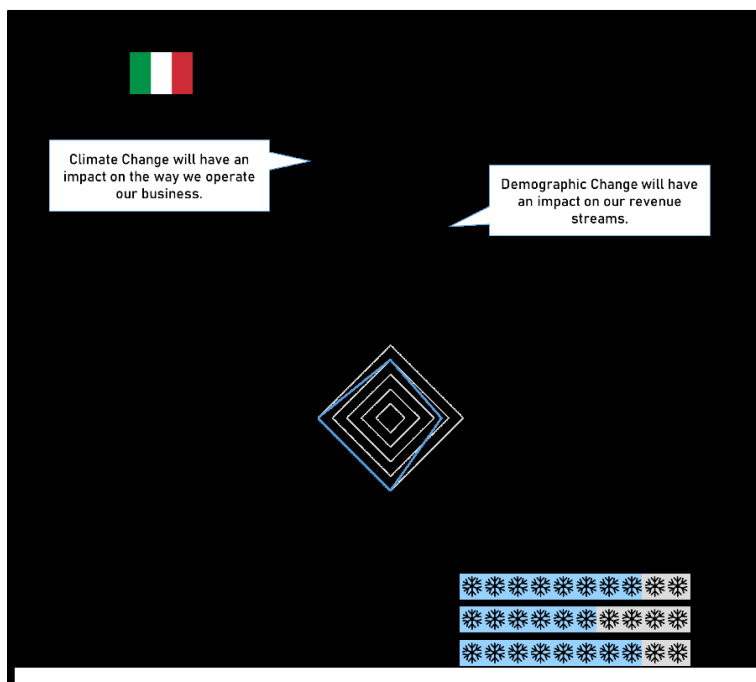 Climate Change will have an
impact on the way we operate
our business.
Demographic Change will have
an impact on our revenue
streams.